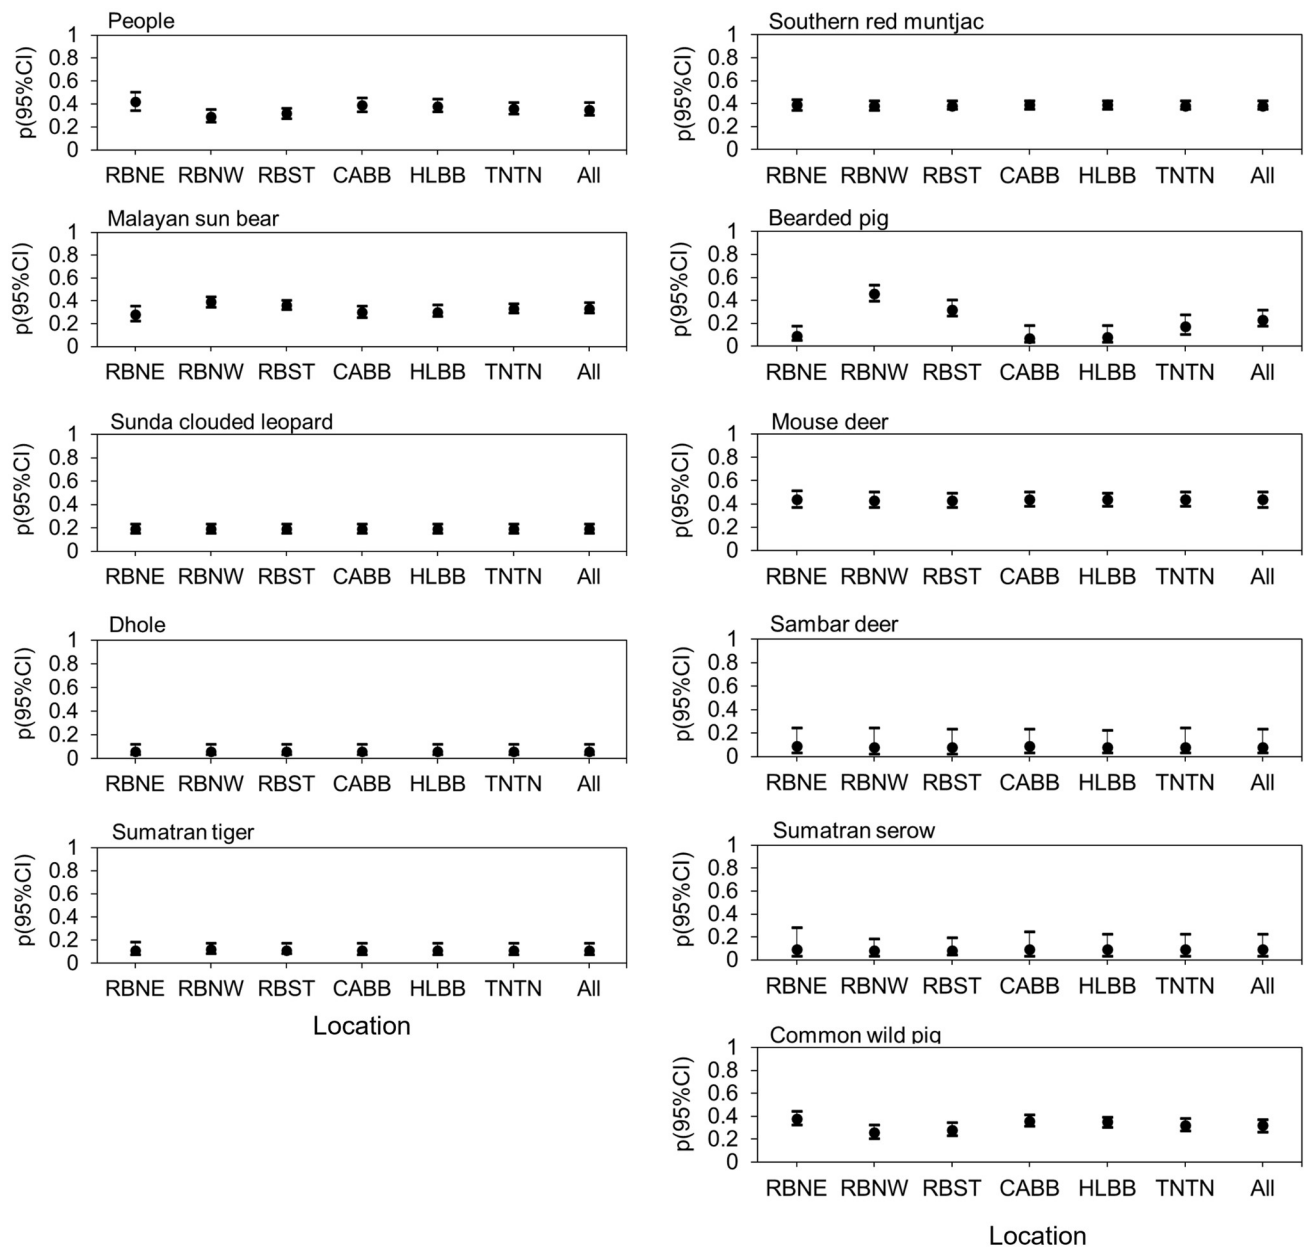 People
p(95%CI)
1
0.8
0.6
0.4
0.2
0
RBNE RBNW RBST CABB HLBB TNTN All
Malayan sun bear
p(95%CI)
1
0.8
0.6
0.4
0.2
0
RBNE RBNW RBST CABB HLBB TNTN All
Sunda clouded leopard
p(95%CI)
1
0.8
0.6
0.4
0.2
0
RBNE RBNW RBST CABB HLBB TNTN All
Dhole
p(95%CI)
1
0.8
0.6
0.4
0.2
0
RBNE RBNW RBST CABB HLBB TNTN All
Sumatran tiger
p(95%CI)
1
0.8
0.6
0.4
0.2
0
RBNE RBNW RBST CABB HLBB TNTN All
Location
Southern red muntjac
p(95%CI)
1
0.8
0.6
0.4
0.2
0
RBNE RBNW RBST CABB HLBB TNTN All
Bearded pig
p(95%CI)
1
0.8
0.6
0.4
0.2
0
RBNE RBNW RBST CABB HLBB TNTN All
Mouse deer
p(95%CI)
1
0.8
0.6
0.4
0.2
0
RBNE RBNW RBST CABB HLBB TNTN All
Sambar deer
p(95%CI)
1
0.8
0.6
0.4
0.2
0
RBNE RBNW RBST CABB HLBB TNTN All
Sumatran serow
p(95%CI)
1
0.8
0.6
0.4
0.2
0
RBNE RBNW RBST CABB HLBB TNTN All
Common wild pig
p(95%CI)
1
0.8
0.6
0.4
0.2
0
RBNE RBNW RBST CABB HLBB TNTN All
Location